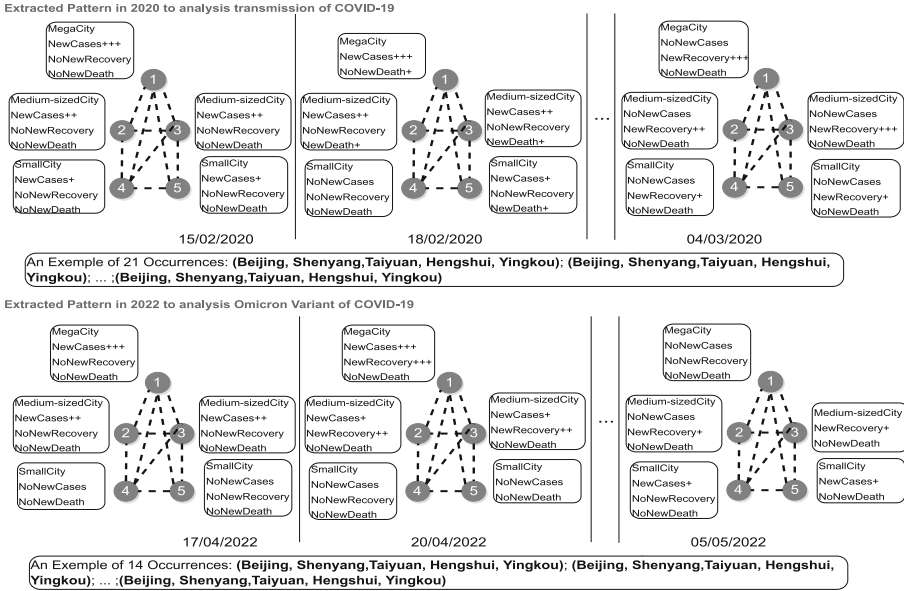 Extracted Pattern in 2020 to analysis transmission of COVID-19
MegaCity
NewCases+++
NoNewRecovery
NoNewDeath
1
Medium-sizedCity
NewCases++
NoNewRecovery
NoNewDeath
2
3
Medium-sizedCity
NewCases++
NoNewRecovery
NoNewDeath
SmallCity
NewCases+
NoNewRecovery
NoNewDeath
4
5
SmallCity
NewCases+
NoNewRecovery
NoNewDeath
15/02/2020
MegaCity
NewCases+++
NoNewDeath+
1
Medium-sizedCity
NewCases++
NoNewRecovery
NewDeath+
2
3
Medium-sizedCity
NewCases++
NoNewRecovery
NewDeath+
SmallCity
NoNewCases
NoNewRecovery
NoNewDeath
4
5
SmallCity
NewCases+
NoNewRecovery
NewDeath+
18/02/2020
...
MegaCity
NoNewCases
NewRecovery+++
NoNewDeath
1
Medium-sizedCity
NoNewCases
NewRecovery++
NoNewDeath
2
3
Medium-sizedCity
NoNewCases
NewRecovery+++
NoNewDeath
SmallCity
NoNewCases
NewRecovery+
NoNewDeath
4
5
SmallCity
NoNewCases
NewRecovery+
NoNewDeath
04/03/2020
An Exemple of 21 Occurrences: (Beijing, Shenyang,Taiyuan, Hengshui, Yingkou); (Beijing, Shenyang,Taiyuan, Hengshui,
Yingkou); ... ;(Beijing, Shenyang,Taiyuan, Hengshui, Yingkou)
Extracted Pattern in 2022 to analysis Omicron Variant of COVID-19
MegaCity
NewCases+++
NoNewRecovery
NoNewDeath
1
Medium-sizedCity
NewCases++
NoNewRecovery
NoNewDeath
2
3
Medium-sizedCity
NewCases++
NoNewRecovery
NoNewDeath
SmallCity
NoNewCases
NoNewDeath
4
5
SmallCity
NoNewCases
NoNewRecovery
NoNewDeath
17/04/2022
MegaCity
NewCases+++
NewRecovery+++
NoNewDeath
1
Medium-sizedCity
NewCases+
NewRecovery++
NoNewDeath
2
3
Medium-sizedCity
NewCases+
NewRecovery++
NoNewDeath
SmallCity
NoNewCases
NoNewRecovery
NoNewDeath
4
5
SmallCity
NoNewCases
NoNewDeath
20/04/2022
...
MegaCity
NoNewCases
NoNewRecovery
NoNewDeath
1
Medium-sizedCity
NoNewCases
NewRecovery+
NoNewDeath
2
3
Medium-sizedCity
NewRecovery+
NoNewDeath
SmallCity
NewCases+
NoNewRecovery
NoNewDeath
4
5
SmallCity
NewCases+
NoNewDeath
05/05/2022
An Exemple of 14 Occurrences: (Beijing, Shenyang,Taiyuan, Hengshui, Yingkou); (Beijing, Shenyang,Taiyuan, Hengshui,
Yingkou); ... ;(Beijing, Shenyang,Taiyuan, Hengshui, Yingkou)